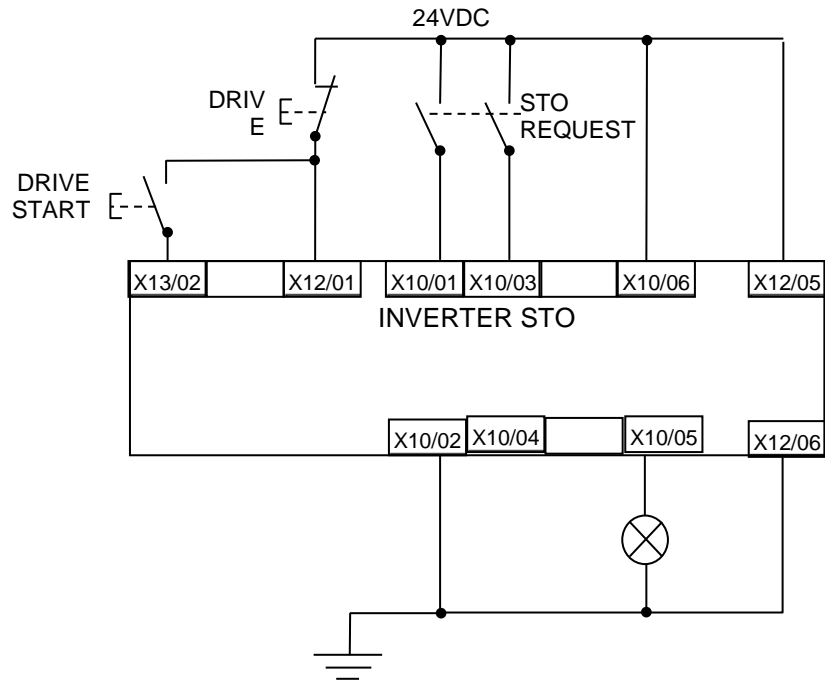 24VDC
DRIV
E
STO
REQUEST
DRIVE
START
X13/02
X12/01
X10/01
X10/03
X10/06
X12/05
INVERTER STO
X10/02
X10/04
X10/05
X12/06